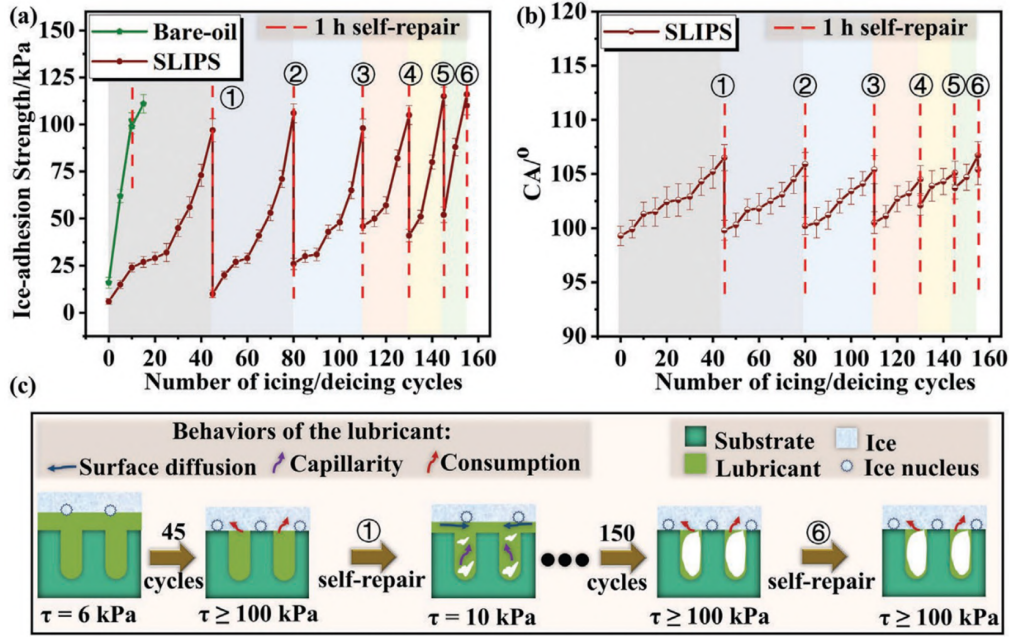 (a)
Ice-adhesion Strength/kPa
150
125
100
75
50
25
0
Bare-oil
SLIPS
1 h self-repair
① ② ③ ④ ⑤ ⑥
0 20 40 60 80 100 120 140 160
Number of icing/deicing cycles
(b)
CA/°
120
115
110
105
100
95
90
SLIPS
1 h self-repair
① ② ③ ④ ⑤ ⑥
0 20 40 60 80 100 120 140 160
Number of icing/deicing cycles
(c)
Behaviors of the lubricant:
Surface diffusion Capillarity Consumption
Substrate Ice
Lubricant Ice nucleus
45
cycles
①
self-repair
150
cycles
⑥
self-repair
τ = 6 kPa
τ ≥ 100 kPa
τ = 10 kPa
τ ≥ 100 kPa
τ ≥ 100 kPa